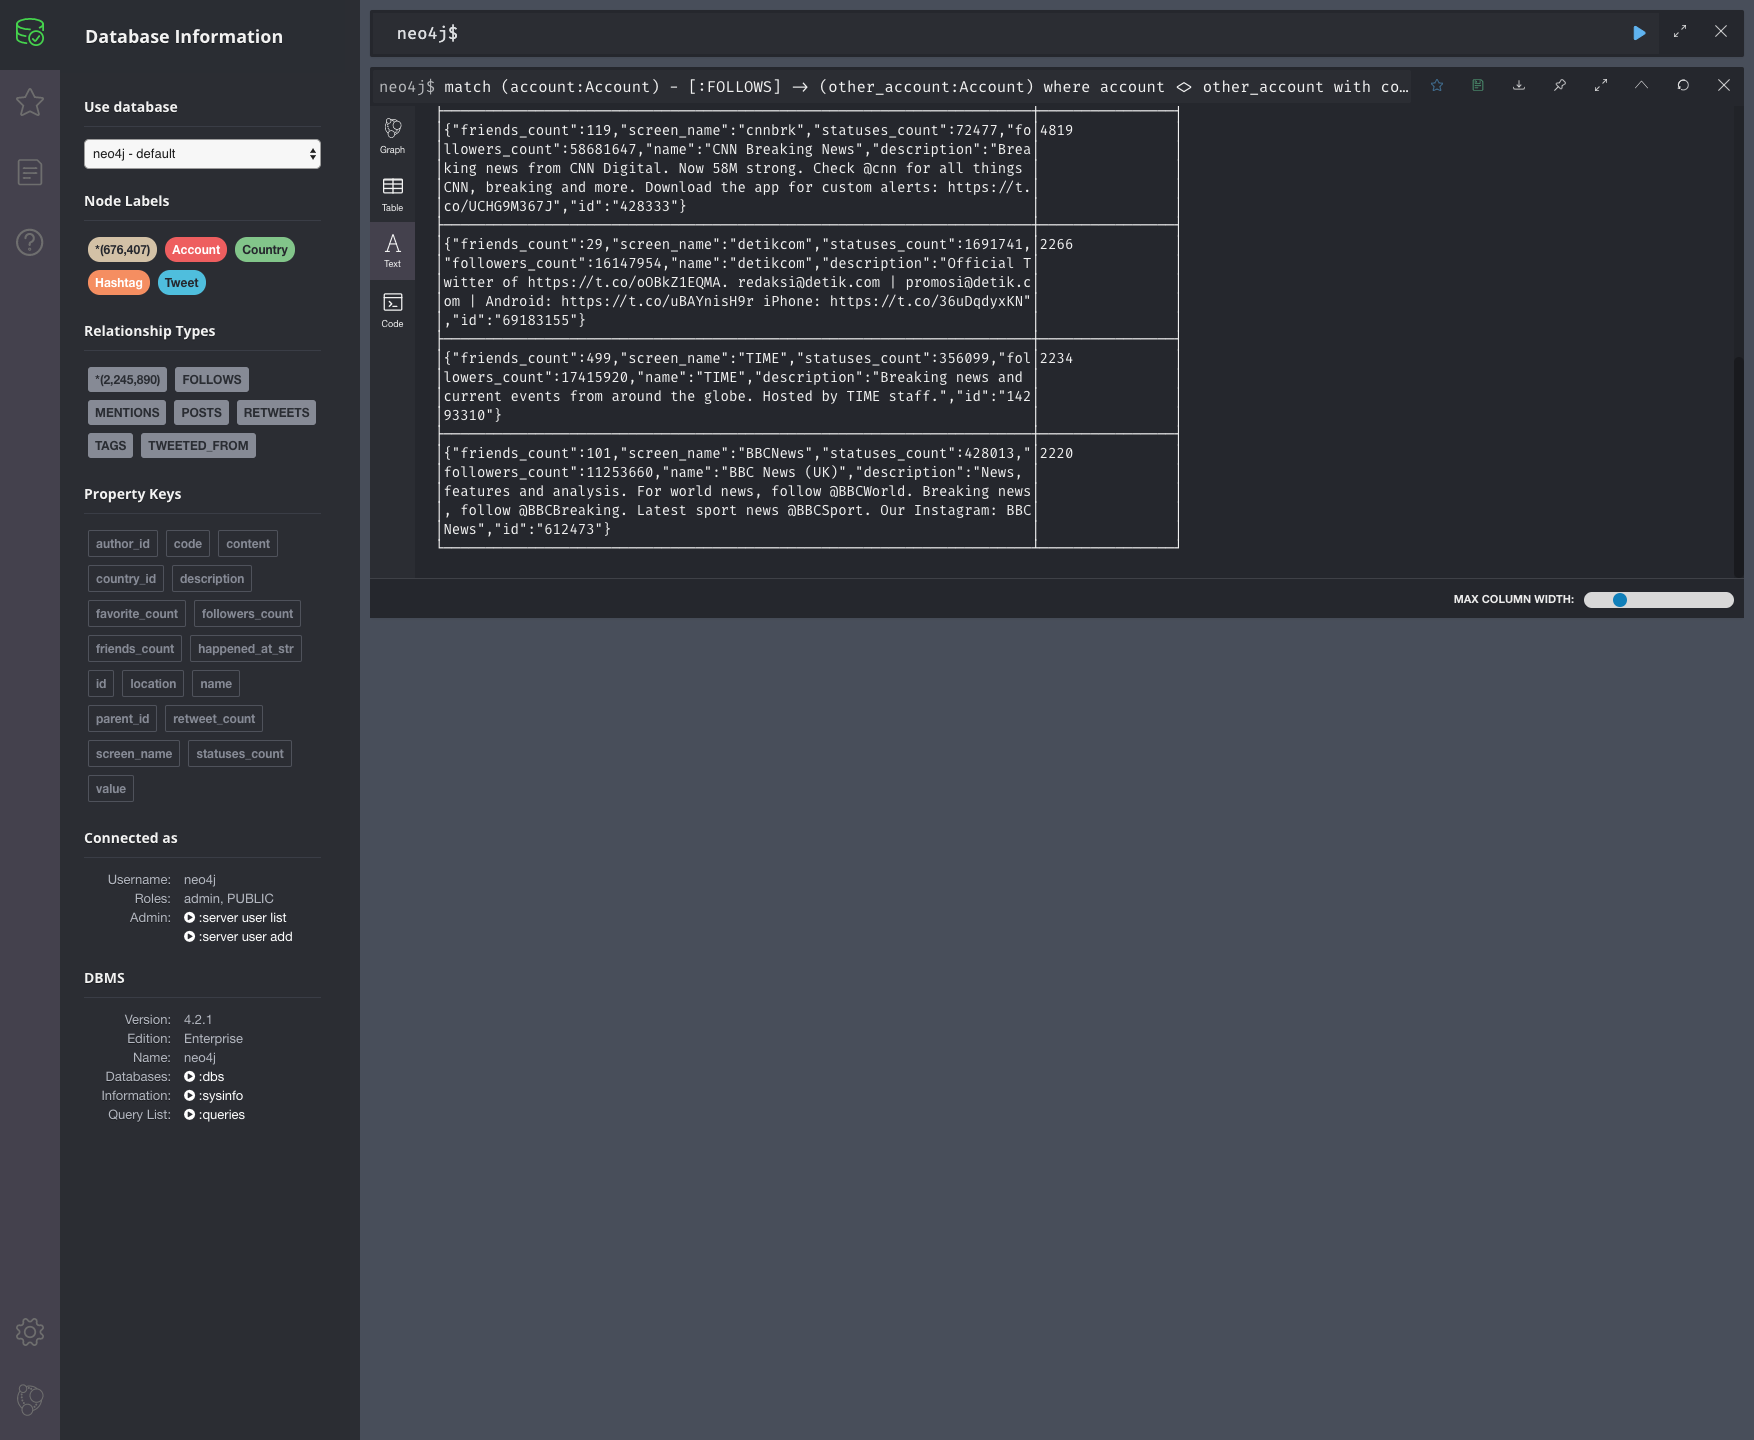 Database Information
Use database
neo4j - default
Node Labels
*(676,407) Account Country
Hashtag Tweet
Relationship Types
*(2,245,890) FOLLOWS
MENTIONS POSTS RETWEETS
TAGS TWEETED_FROM
Property Keys
author_id code content
country_id description
favorite_count followers_count
friends_count happened_at_str
id location name
parent_id retweet_count
screen_name statuses_count
value
Connected as
Username: neo4j
Roles: admin, PUBLIC
Admin: :server user list
:server user add
DBMS
Version: 4.2.1
Edition: Enterprise
Name: neo4j
Databases: :dbs
Information: :sysinfo
Query List: :queries
neo4j$
neo4j$ match (account:Account) - [:FOLLOWS] -> (other_account:Account) where account <> other_account with co…
Graph
Table
Text
Code
{"friends_count":119,"screen_name":"cnnbrk","statuses_count":72477,"fo 4819
llowers_count":58681647,"name":"CNN Breaking News","description":"Brea
king news from CNN Digital. Now 58M strong. Check @cnn for all things
CNN, breaking and more. Download the app for custom alerts: https://t.
co/UCHG9M367J","id":"428333"}
{"friends_count":29,"screen_name":"detikcom","statuses_count":1691741, 2266
"followers_count":16147954,"name":"detikcom","description":"Official T
witter of https://t.co/oOBkZ1EQMA. redaksi@detik.com | promosi@detik.c
om | Android: https://t.co/uBAYnisH9r iPhone: https://t.co/36uDqdyxKN"
,"id":"69183155"}
{"friends_count":499,"screen_name":"TIME","statuses_count":356099,"fol 2234
lowers_count":17415920,"name":"TIME","description":"Breaking news and
current events from around the globe. Hosted by TIME staff.","id":"142
93310"}
{"friends_count":101,"screen_name":"BBCNews","statuses_count":428013," 2220
followers_count":11253660,"name":"BBC News (UK)","description":"News,
features and analysis. For world news, follow @BBCWorld. Breaking news
, follow @BBCBreaking. Latest sport news @BBCSport. Our Instagram: BBC
News","id":"612473"}
MAX COLUMN WIDTH: